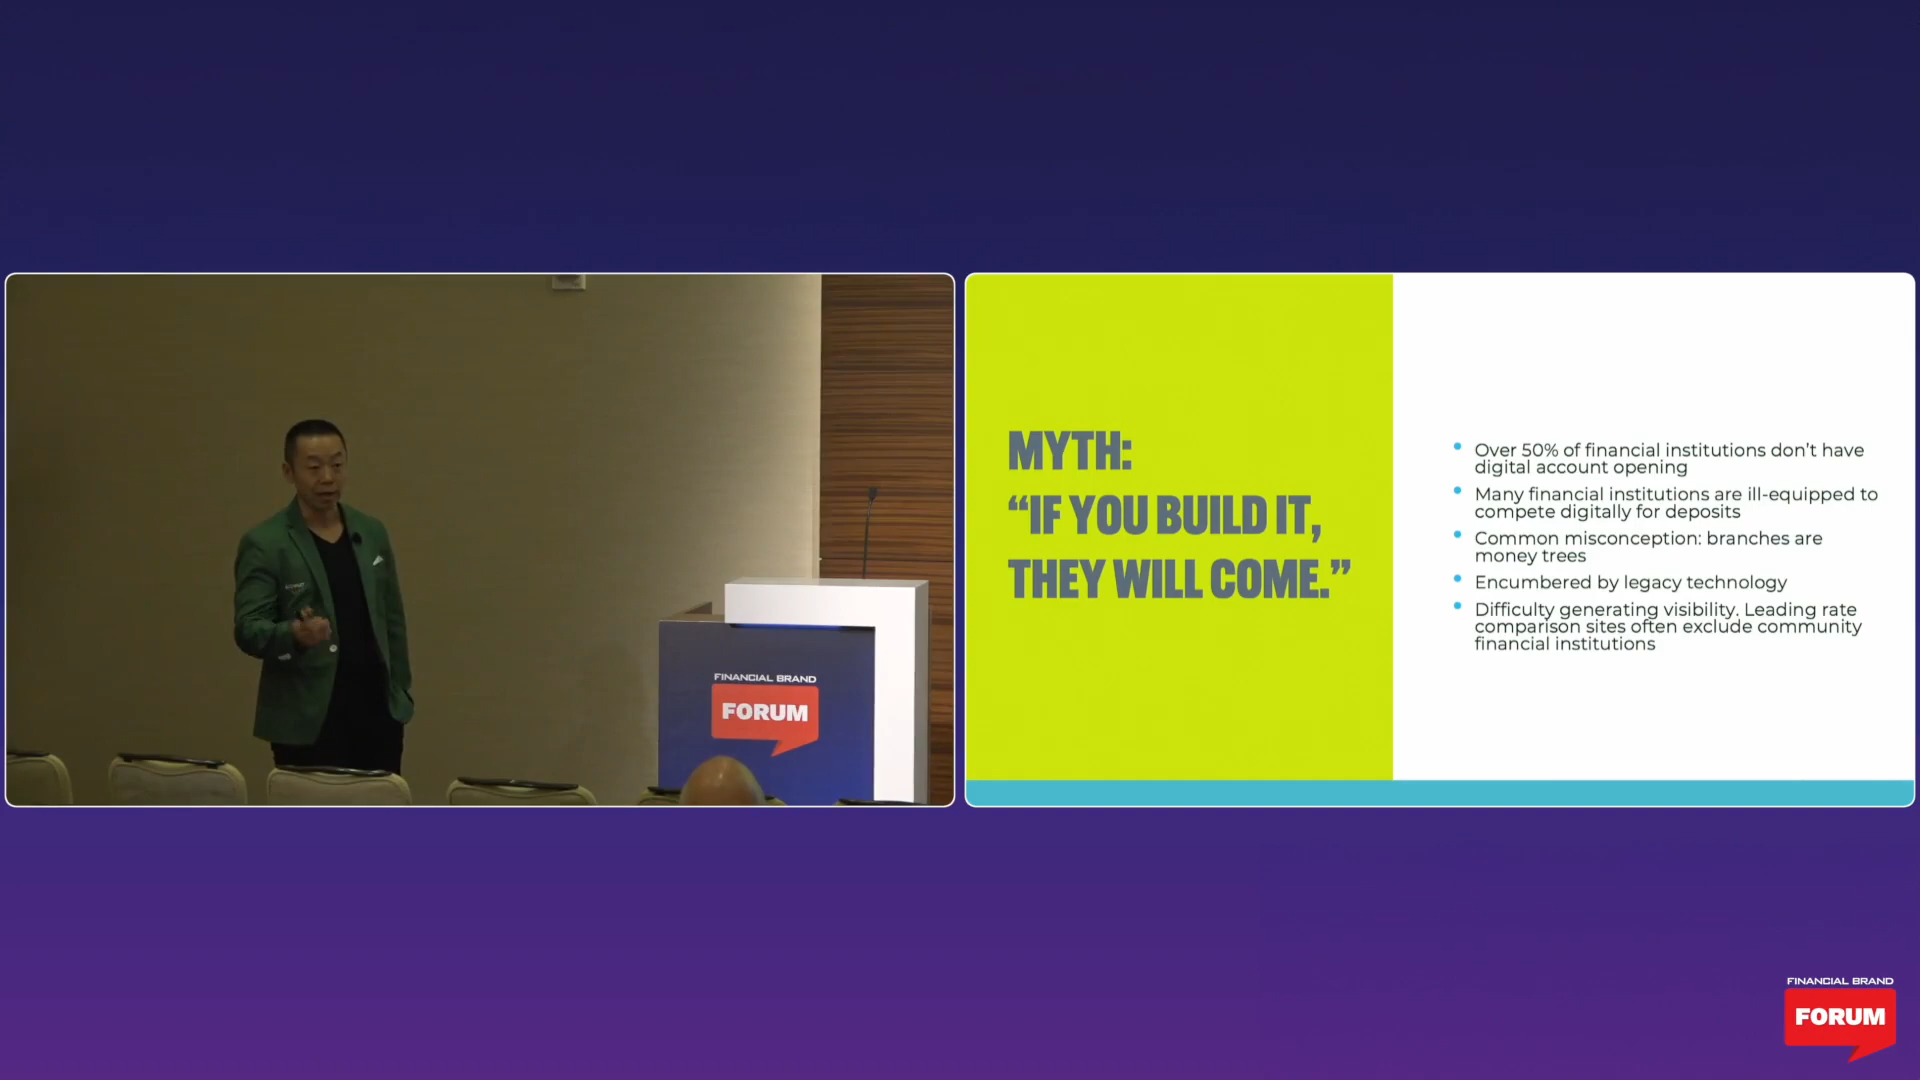 FINANCIAL BRAND
FORUM
MYTH:
“IF YOU BUILD IT,
THEY WILL COME.”
Over 50% of financial institutions don’t have
digital account opening
Many financial institutions are ill-equipped to
compete digitally for deposits
Common misconception: branches are
money trees
Encumbered by legacy technology
Difficulty generating visibility. Leading rate
comparison sites often exclude community
financial institutions
FINANCIAL BRAND
FORUM